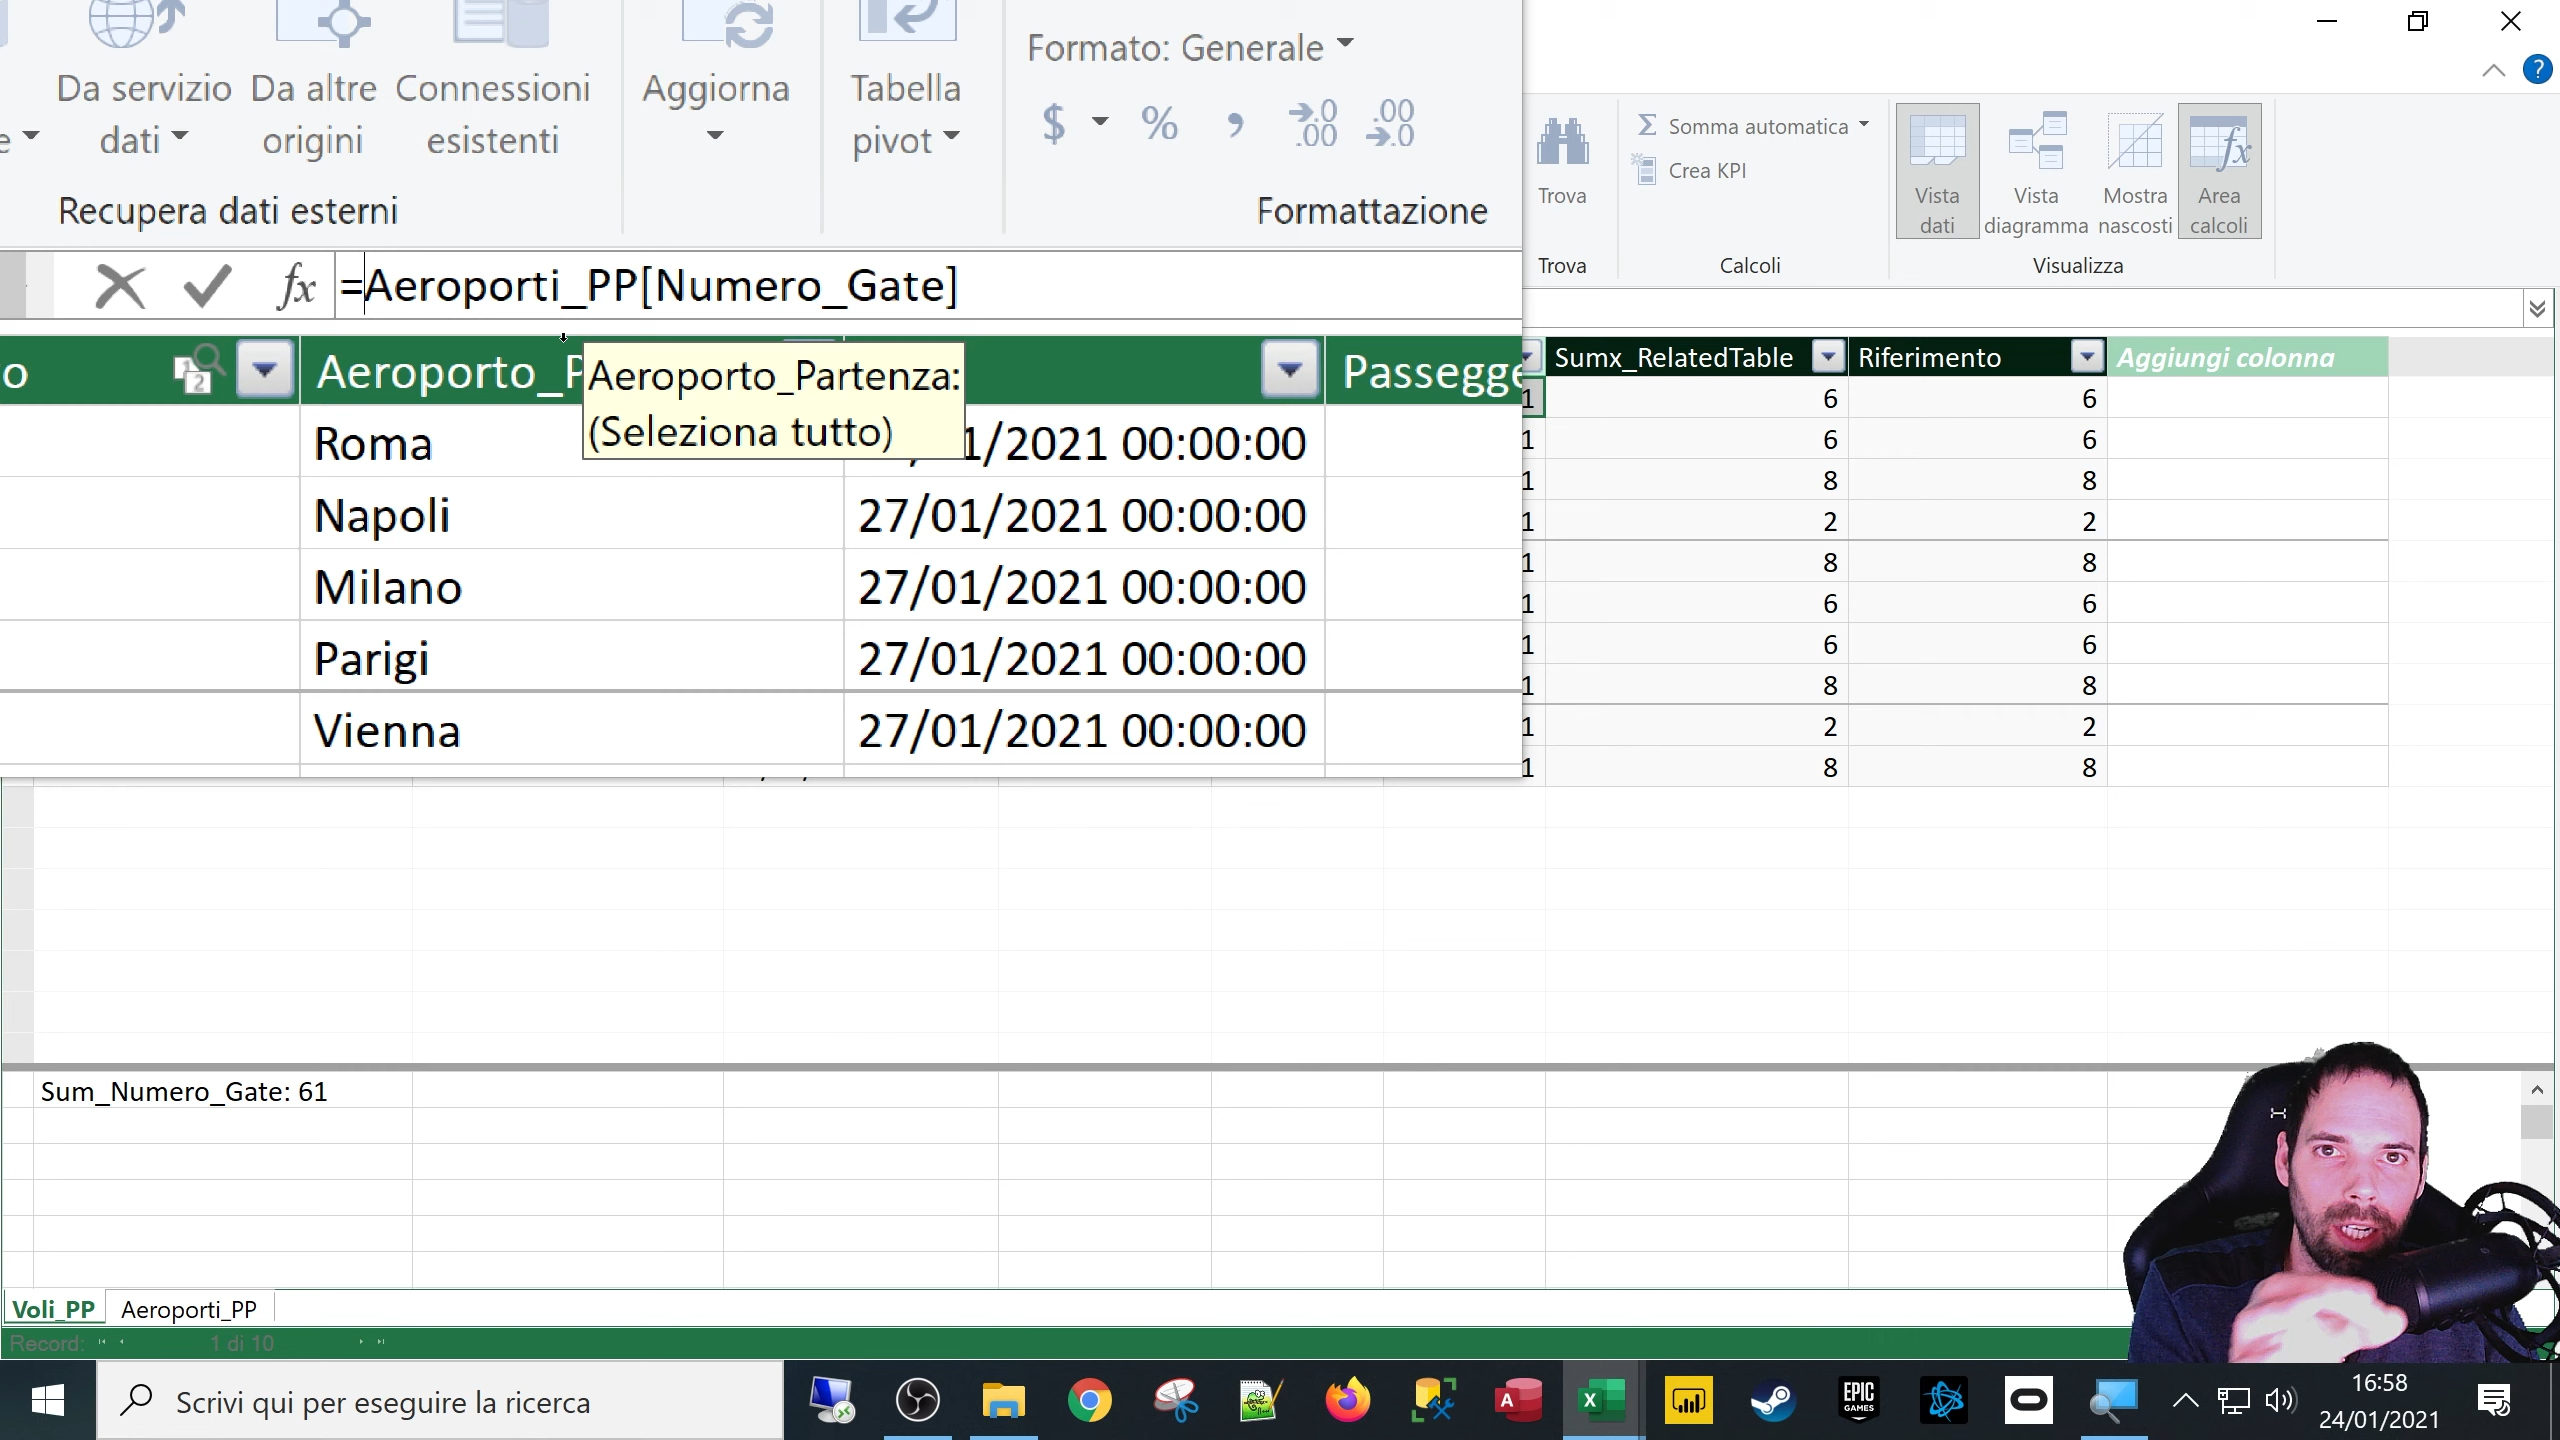 Da servizio dati
Da altre origini
Connessioni esistenti
Aggiorna
Tabella pivot
Formato: Generale
$ % , .0 .00 .00 .0
Recupera dati esterni
Formattazione
Trova
Somma automatica
Crea KPI
Vista dati
Vista diagramma
Mostra nascosti
Area calcoli
Trova
Calcoli
Visualizza
fx =Aeroporti_PP[Numero_Gate]
o
Aeroporto_P
Passegge
Sumx_RelatedTable
Riferimento
Aggiungi colonna
Aeroporto_Partenza:
(Seleziona tutto)
Roma 1/2021 00:00:00
Napoli 27/01/2021 00:00:00
Milano 27/01/2021 00:00:00
Parigi 27/01/2021 00:00:00
Vienna 27/01/2021 00:00:00
1 6 6
1 6 6
1 8 8
1 2 2
1 8 8
1 6 6
1 6 6
1 8 8
1 2 2
1 8 8
Sum_Numero_Gate: 61
Voli_PP
Aeroporti_PP
Record: 1 di 10
Scrivi qui per eseguire la ricerca
EPIC
GAMES
16:58
24/01/2021